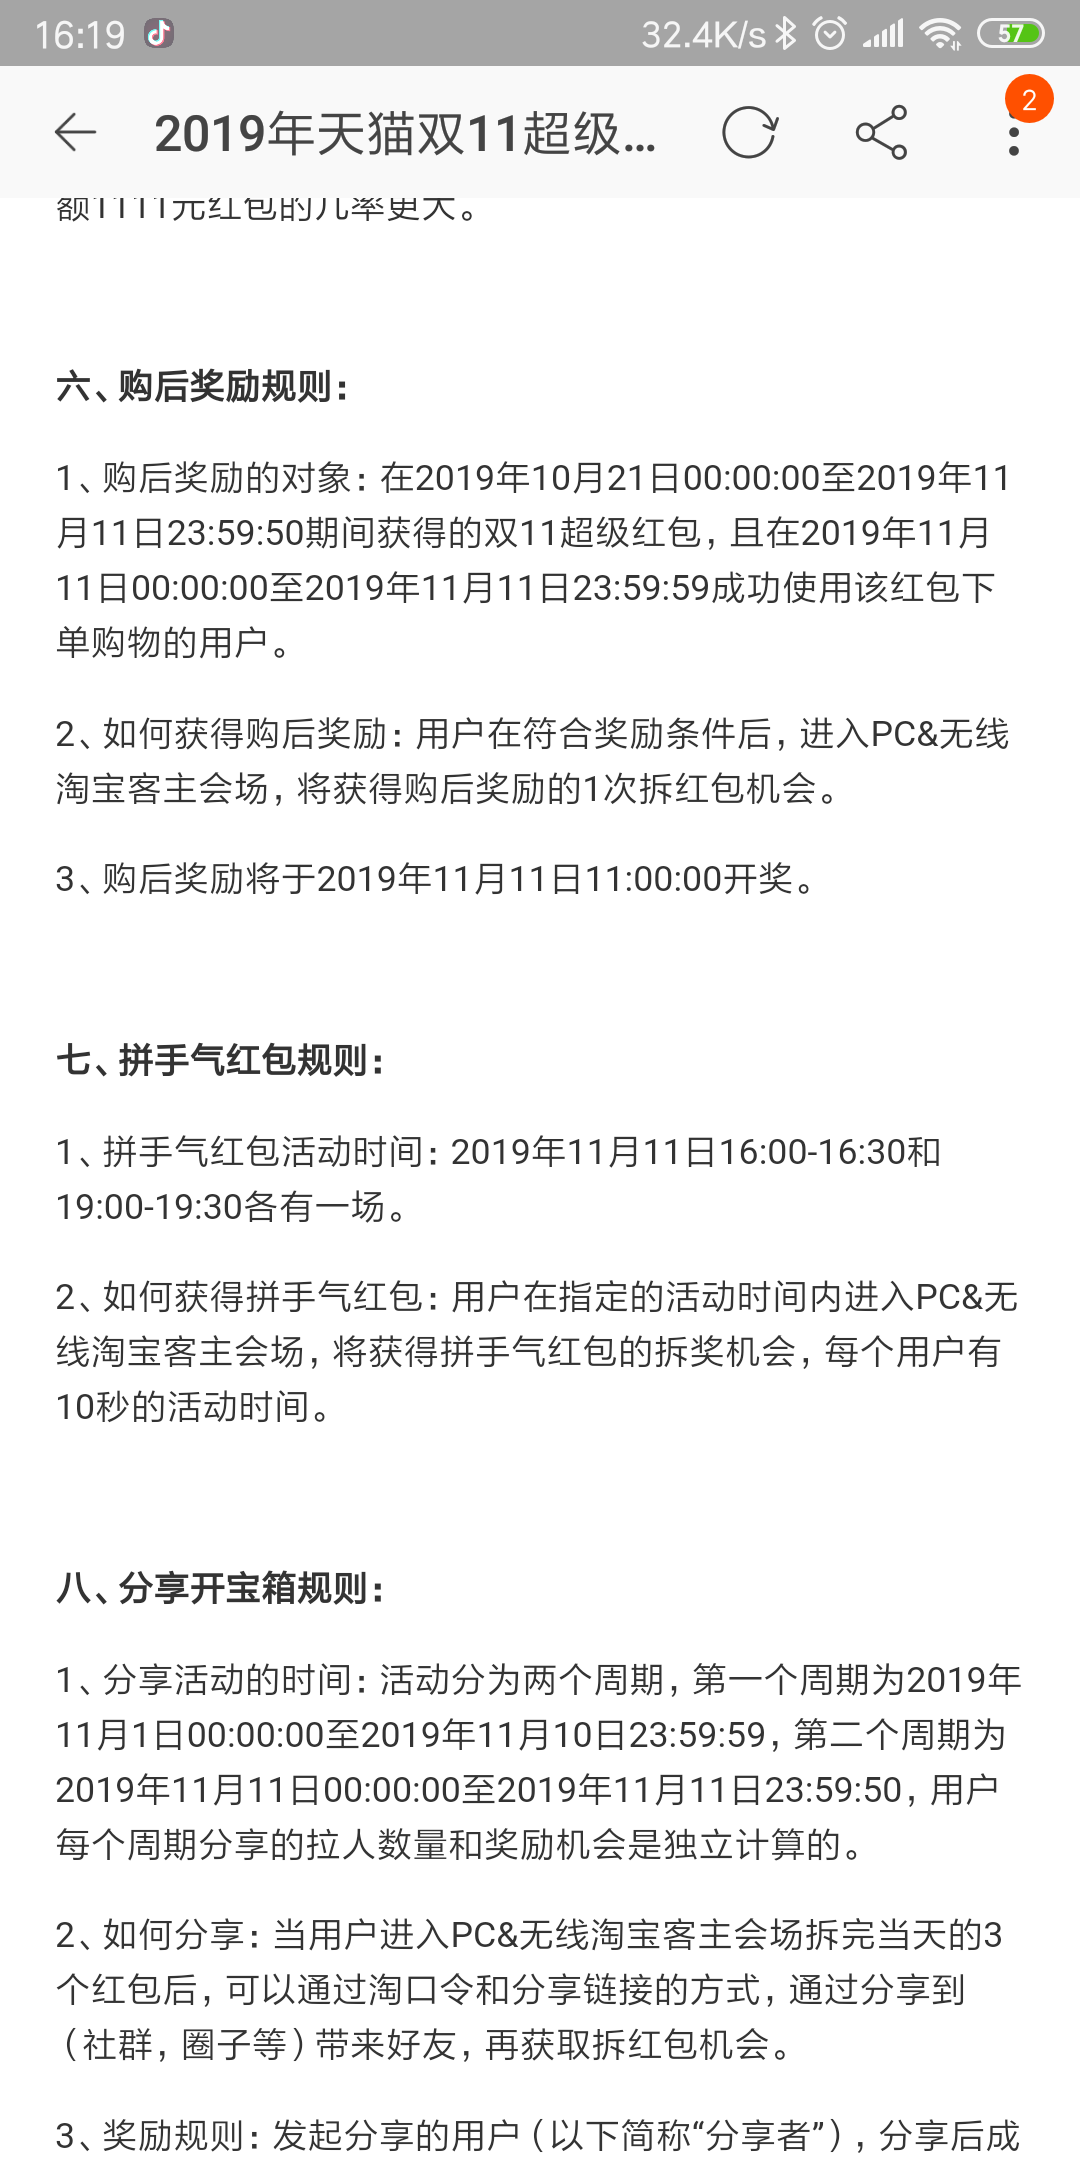 16:19
32.4K/s
57
2019年天猫双11超级...
2
额1111元红包的几率更大。
六、购后奖励规则：
1、购后奖励的对象：在2019年10月21日00:00:00至2019年11
月11日23:59:50期间获得的双11超级红包，且在2019年11月
11日00:00:00至2019年11月11日23:59:59成功使用该红包下
单购物的用户。
2、如何获得购后奖励：用户在符合奖励条件后，进入PC&无线
淘宝客主会场，将获得购后奖励的1次拆红包机会。
3、购后奖励将于2019年11月11日11:00:00开奖。
七、拼手气红包规则：
1、拼手气红包活动时间：2019年11月11日16:00-16:30和
19:00-19:30各有一场。
2、如何获得拼手气红包：用户在指定的活动时间内进入PC&无
线淘宝客主会场，将获得拼手气红包的拆奖机会，每个用户有
10秒的活动时间。
八、分享开宝箱规则：
1、分享活动的时间：活动分为两个周期，第一个周期为2019年
11月1日00:00:00至2019年11月10日23:59:59，第二个周期为
2019年11月11日00:00:00至2019年11月11日23:59:50，用户
每个周期分享的拉人数量和奖励机会是独立计算的。
2、如何分享：当用户进入PC&无线淘宝客主会场拆完当天的3
个红包后，可以通过淘口令和分享链接的方式，通过分享到
（社群，圈子等）带来好友，再获取拆红包机会。
3、奖励规则：发起分享的用户（以下简称“分享者”），分享后成